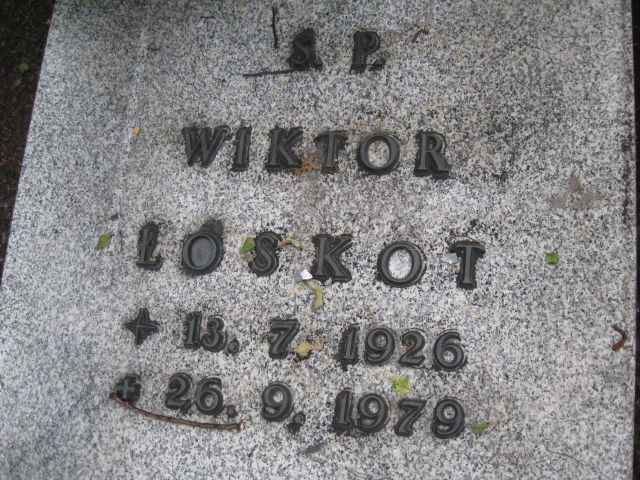 Ś. P.
WIKTOR
ŁOSKOT
✦ 13. 7. 1926
+ 26. 9. 1979